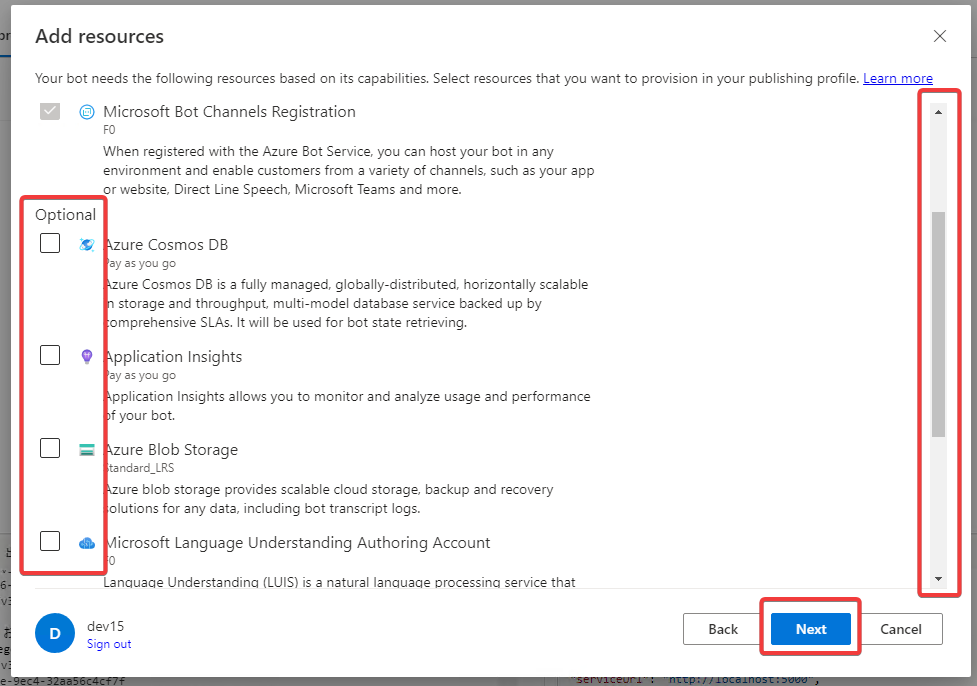 Add resources
Your bot needs the following resources based on its capabilities. Select resources that you want to provision in your publishing profile. Learn more
Microsoft Bot Channels Registration
F0
When registered with the Azure Bot Service, you can host your bot in any
environment and enable customers from a variety of channels, such as your app
or website, Direct Line Speech, Microsoft Teams and more.
Optional
Azure Cosmos DB
Pay as you go
Azure Cosmos DB is a fully managed, globally-distributed, horizontally scalable
in storage and throughput, multi-model database service backed up by
comprehensive SLAs. It will be used for bot state retrieving.
Application Insights
Pay as you go
Application Insights allows you to monitor and analyze usage and performance
of your bot.
Azure Blob Storage
Standard_LRS
Azure blob storage provides scalable cloud storage, backup and recovery
solutions for any data, including bot transcript logs.
Microsoft Language Understanding Authoring Account
F0
Language Understanding (LUIS) is a natural language processing service that
D
dev15
Sign out
Back
Next
Cancel
e-9ec4-32aa56c4cf7f
"serviceUrl": "http://localhost:5000",